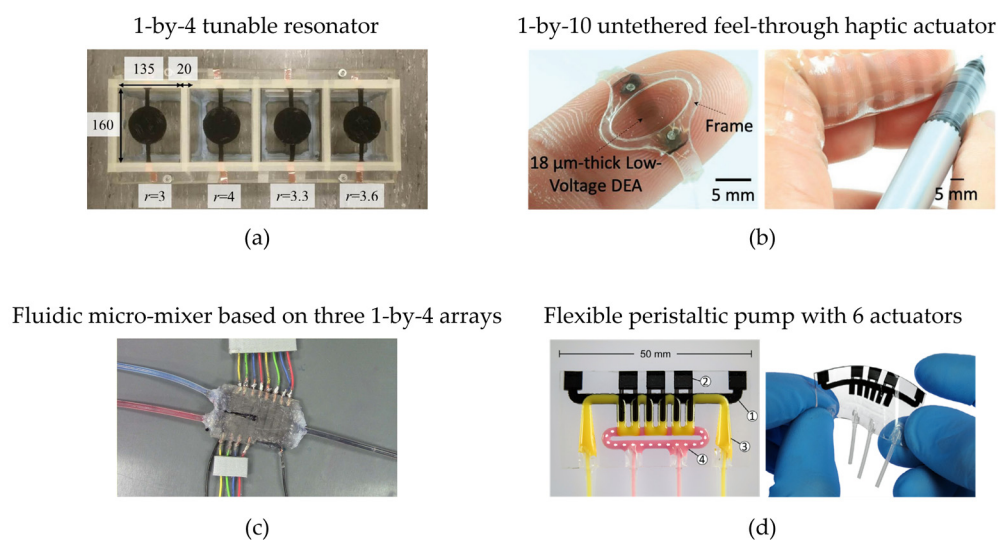 1-by-4 tunable resonator
135
20
160
r=3
r=4
r=3.3
r=3.6
(a)
1-by-10 untethered feel-through haptic actuator
Frame
18 μm-thick Low-
Voltage DEA
5 mm
5 mm
(b)
Fluidic micro-mixer based on three 1-by-4 arrays
(c)
Flexible peristaltic pump with 6 actuators
50 mm
②
①
③
④
(d)